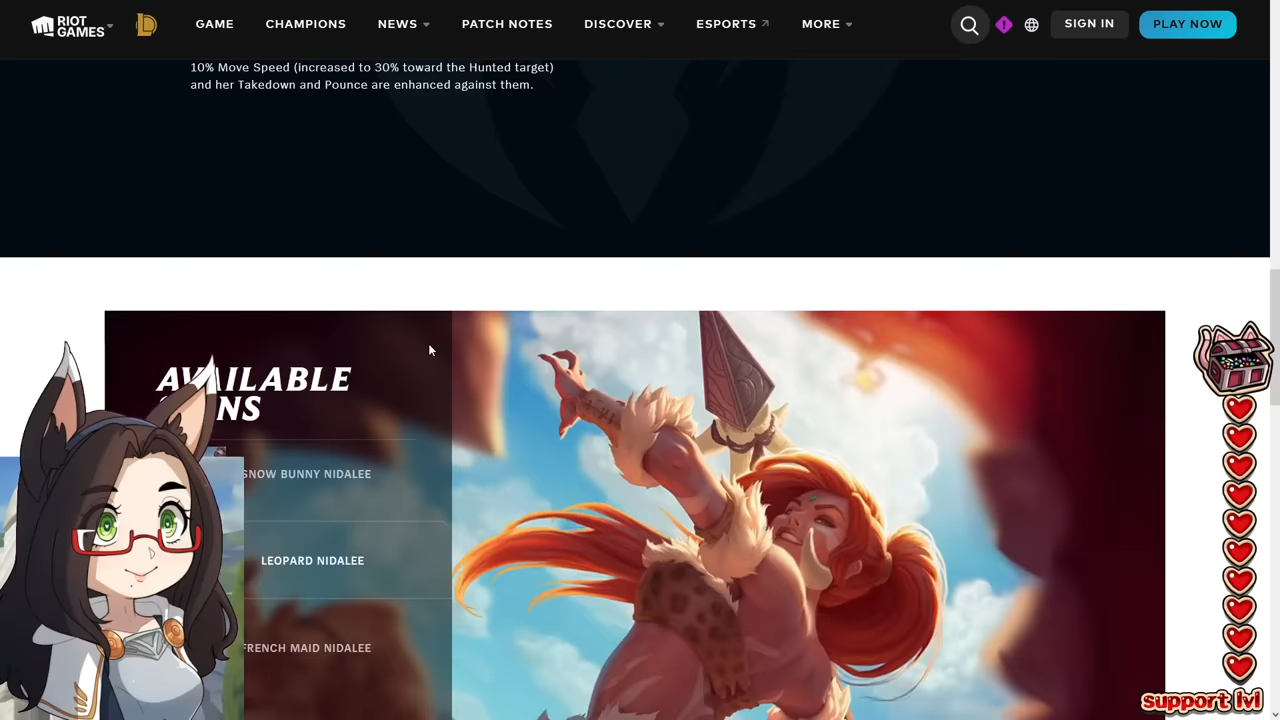 RIOT
GAMES
GAME
CHAMPIONS
NEWS
PATCH NOTES
DISCOVER
ESPORTS
MORE
SIGN IN
PLAY NOW
10% Move Speed (increased to 30% toward the Hunted target)
and her Takedown and Pounce are enhanced against them.
AVAILABLE
NS
SNOW BUNNY NIDALEE
LEOPARD NIDALEE
FRENCH MAID NIDALEE
support lvl